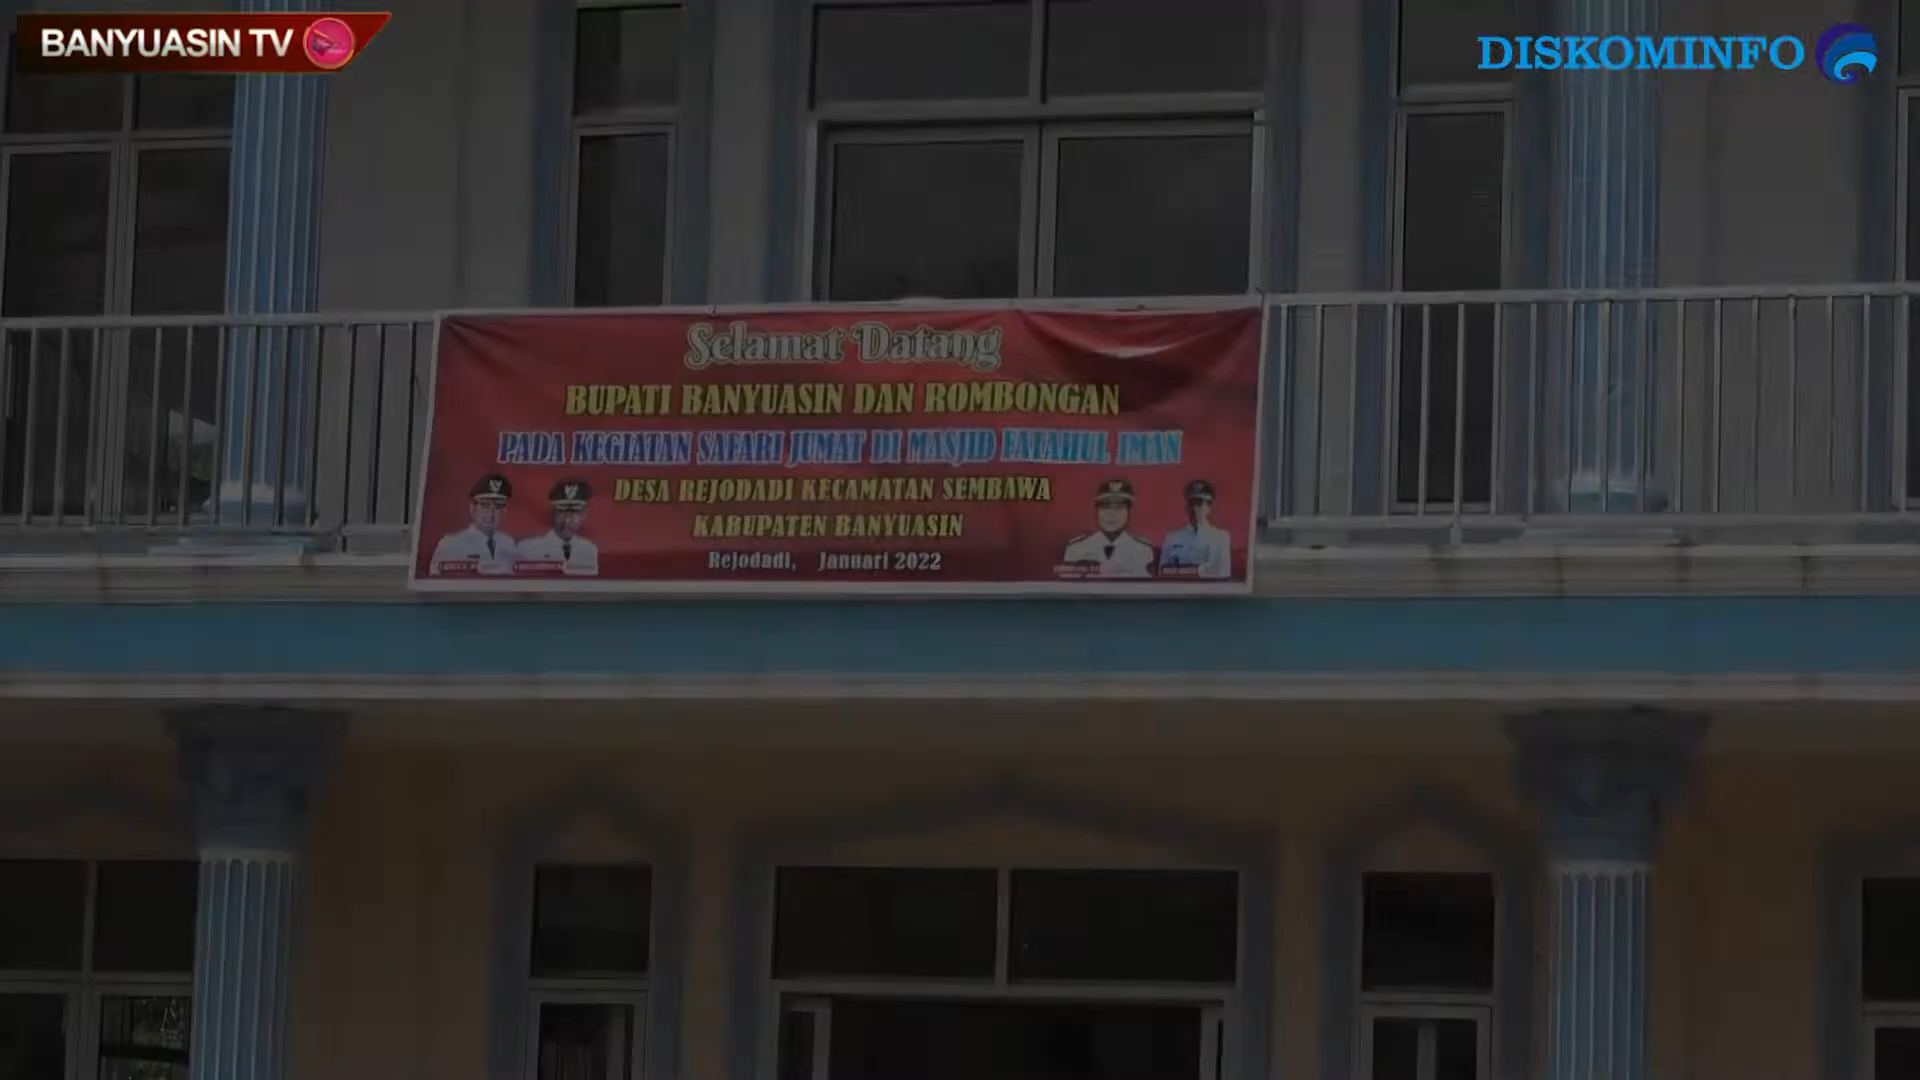 BANYUASIN TV
DISKOMINFO
Selamat Datang
BUPATI BANYUASIN DAN ROMBONGAN
PADA KEGIATAN SAFARI JUMAT DI MASJID FATAHUL IMAN
DESA REJODADI KECAMATAN SEMBAWA
KABUPATEN BANYUASIN
Rejodadi, Januari 2022